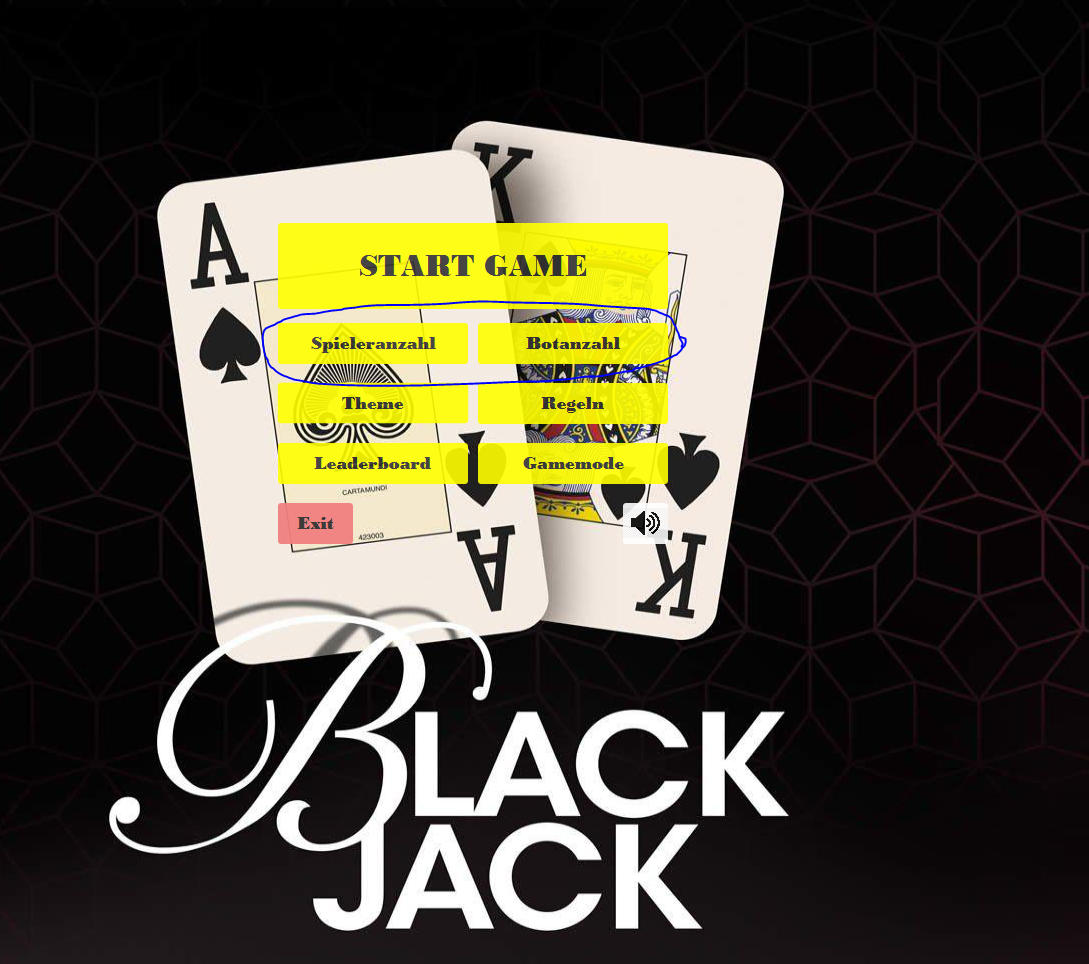 K
A
START GAME
Spieleranzahl Botanzahl
Theme Regeln
Leaderboard Gamemode
CARTAMUNDI
Exit
423003
A
K
BLACK
JACK